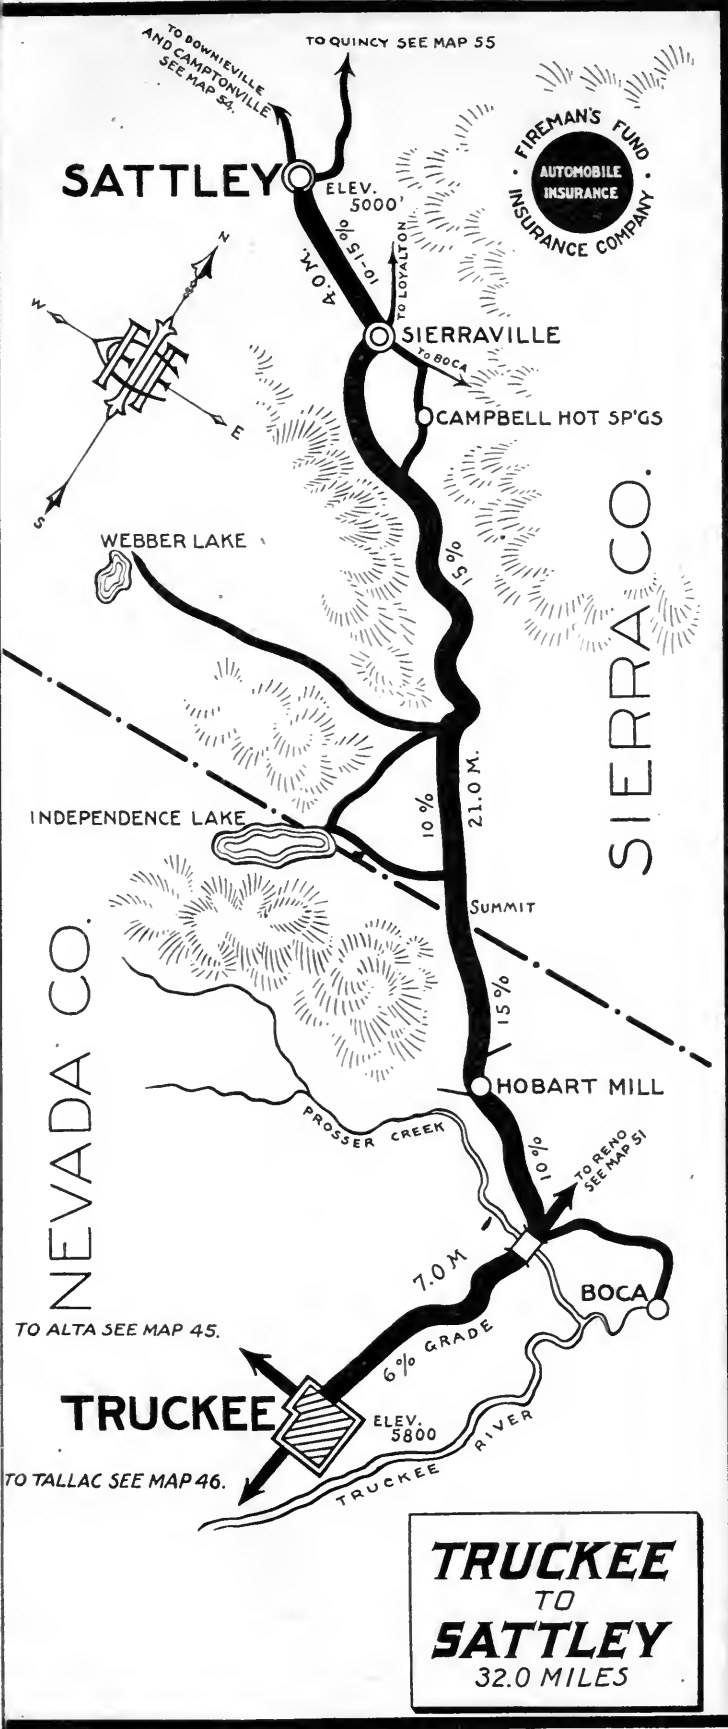 TO DOWNIEVILLE
AND CAMPTONVILLE
SEE MAP 54.
TO QUINCY SEE MAP 55
FIREMAN'S FUND
INSURANCE COMPANY
AUTOMOBILE
INSURANCE
SATTLEY
ELEV.
5000'
10-15%
4.0 M.
TO LOYALTON
N
W
E
S
SIERRAVILLE
TO BOCA
CAMPBELL HOT SP'GS
WEBBER LAKE
15%
SIERRA CO.
21.0 M.
10%
INDEPENDENCE LAKE
SUMMIT
NEVADA CO.
15%
HOBART MILL
PROSSER CREEK
10%
TO RENO
SEE MAP 51
7.0 M
BOCA
6% GRADE
TO ALTA SEE MAP 45.
TRUCKEE
ELEV.
5800
TRUCKEE RIVER
TO TALLAC SEE MAP 46.
TRUCKEE
TO
SATTLEY
32.0 MILES